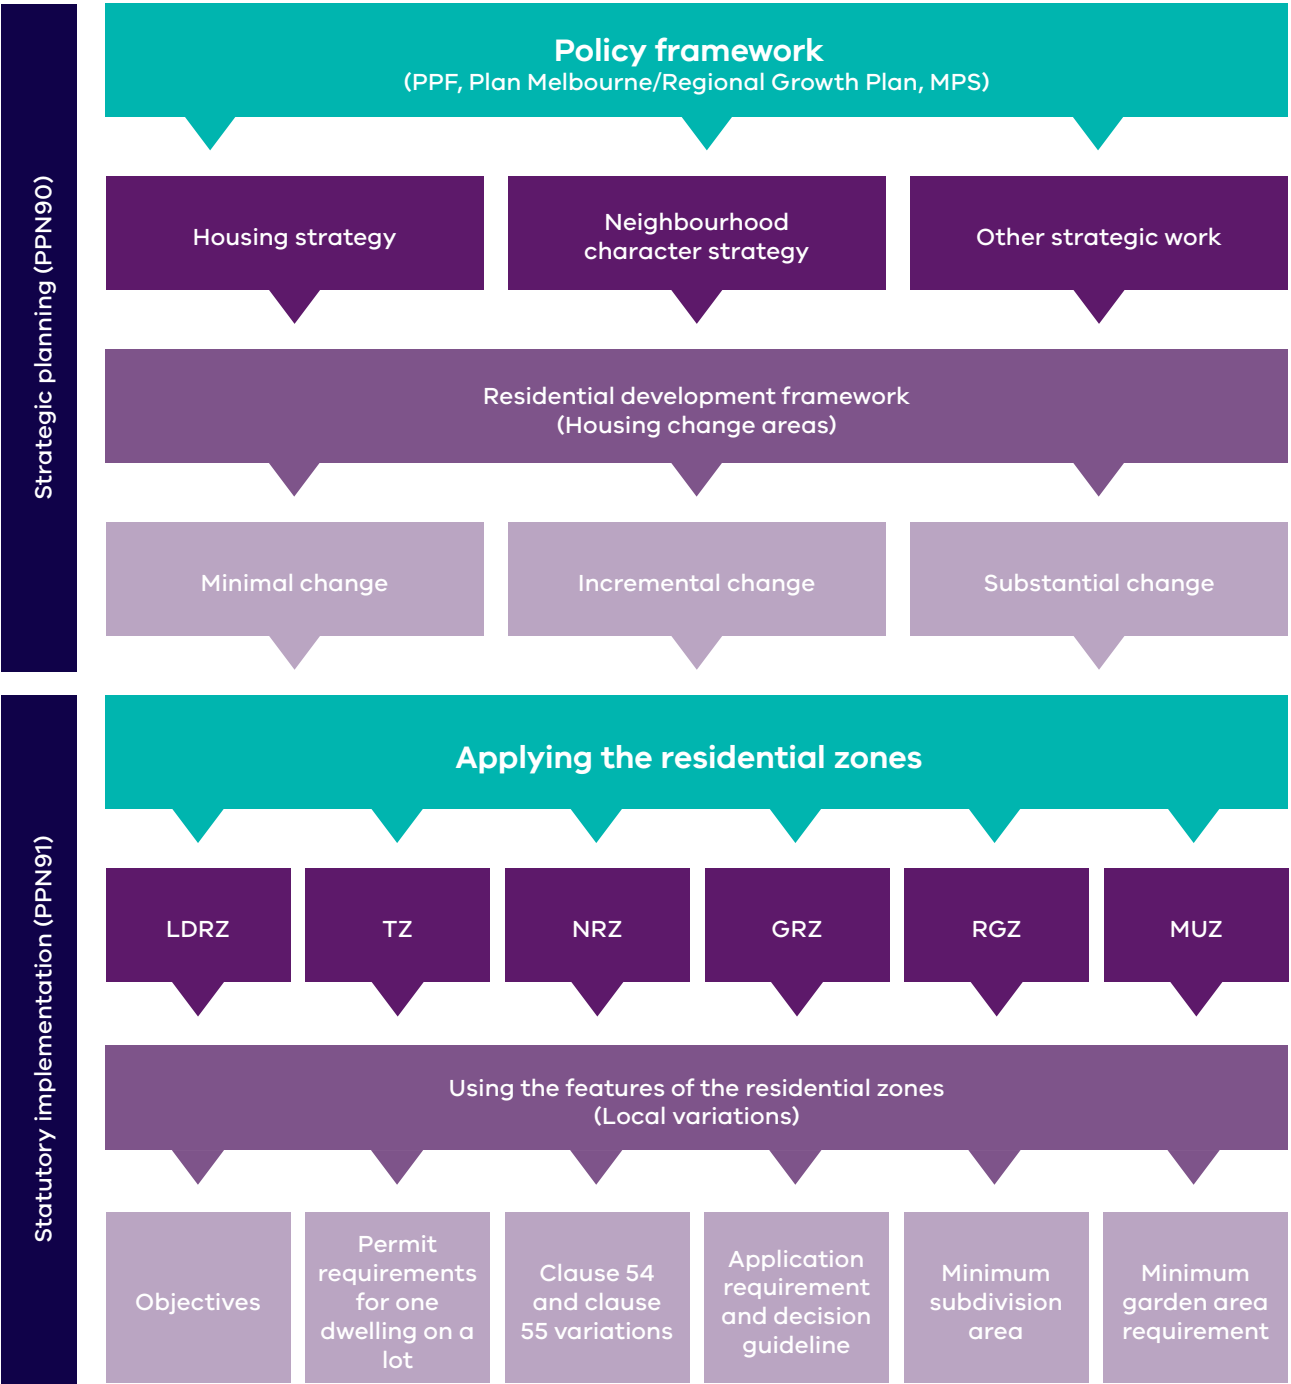 Policy framework
(PPF, Plan Melbourne/Regional Growth Plan, MPS)
Strategic planning (PPN90)
Housing strategy
Neighbourhood
character strategy
Other strategic work
Residential development framework
(Housing change areas)
Minimal change
Incremental change
Substantial change
Applying the residential zones
Statutory implementation (PPN91)
LDRZ
TZ
NRZ
GRZ
RGZ
MUZ
Using the features of the residential zones
(Local variations)
Objectives
Permit
requirements
for one
dwelling on a
lot
Clause 54
and clause
55 variations
Application
requirement
and decision
guideline
Minimum
subdivision
area
Minimum
garden area
requirement